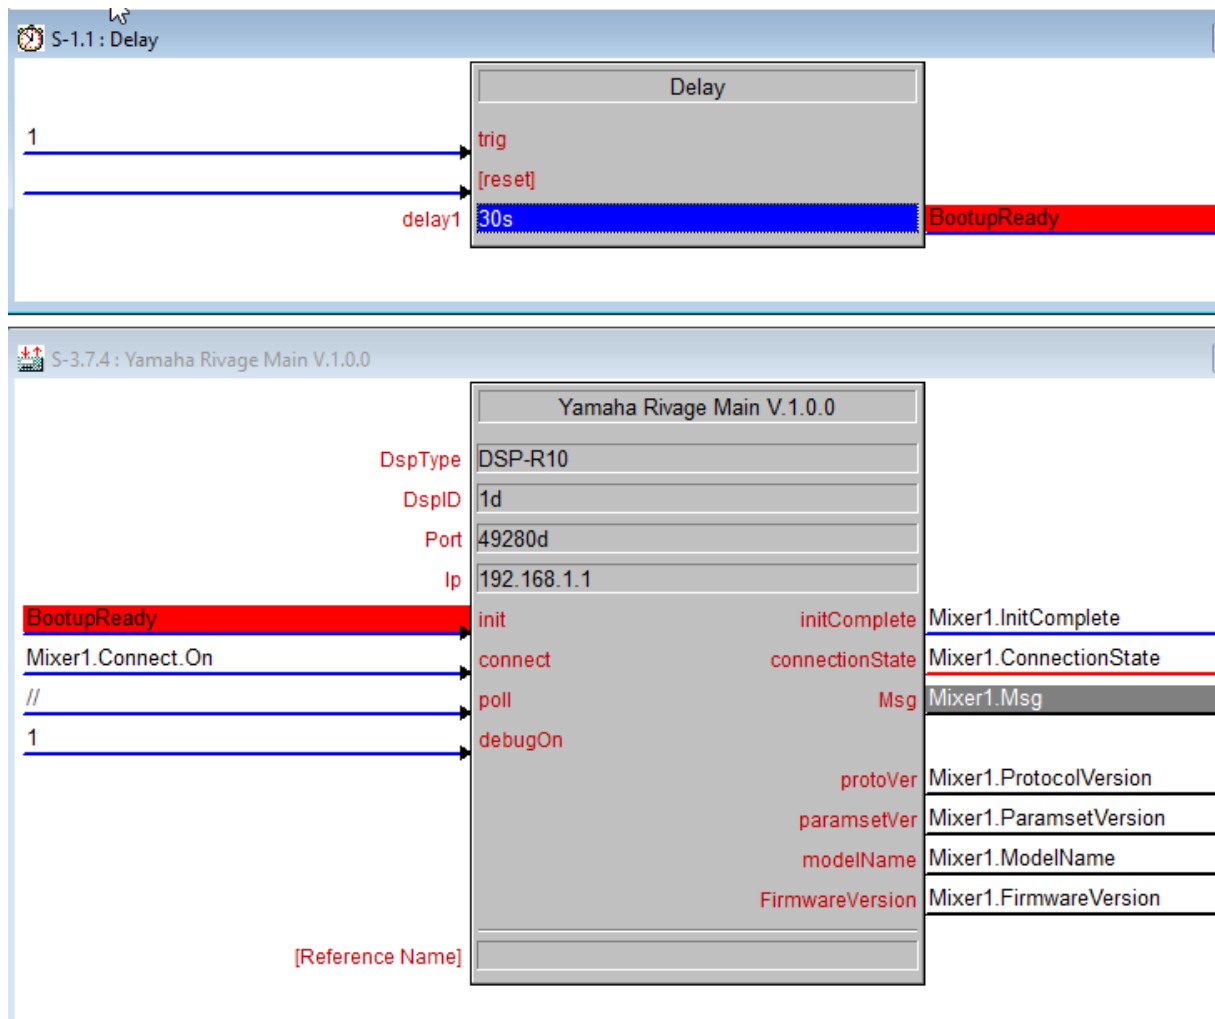 S-1.1 : Delay
Delay
1
trig
[reset]
delay1 30s BootupReady
S-3.7.4 : Yamaha Rivage Main V.1.0.0
Yamaha Rivage Main V.1.0.0
DspType DSP-R10
DspID 1d
Port 49280d
Ip 192.168.1.1
BootupReady init initComplete Mixer1.InitComplete
Mixer1.Connect.On connect connectionState Mixer1.ConnectionState
// poll Msg Mixer1.Msg
1 debugOn
protoVer Mixer1.ProtocolVersion
paramsetVer Mixer1.ParamsetVersion
modelName Mixer1.ModelName
FirmwareVersion Mixer1.FirmwareVersion
[Reference Name]